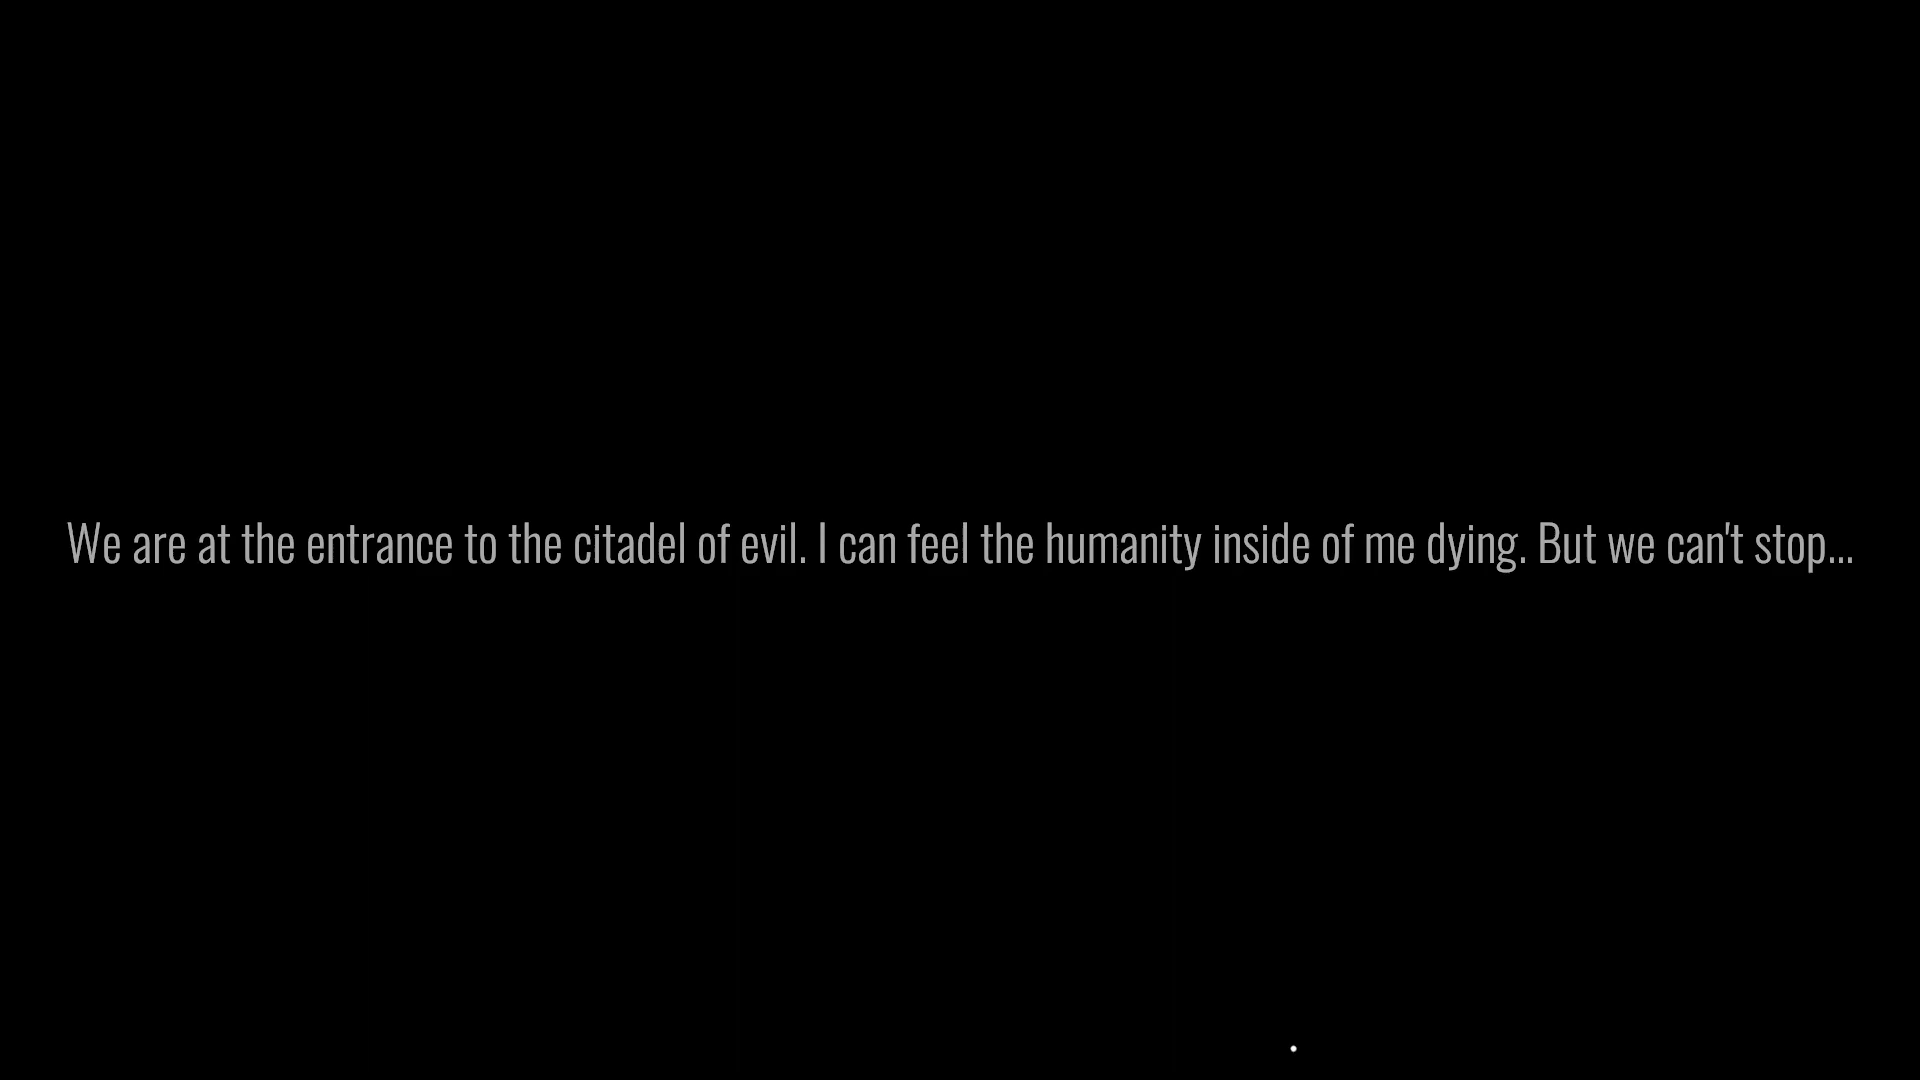 We are at the entrance to the citadel of evil. I can feel the humanity inside of me dying. But we can't stop...